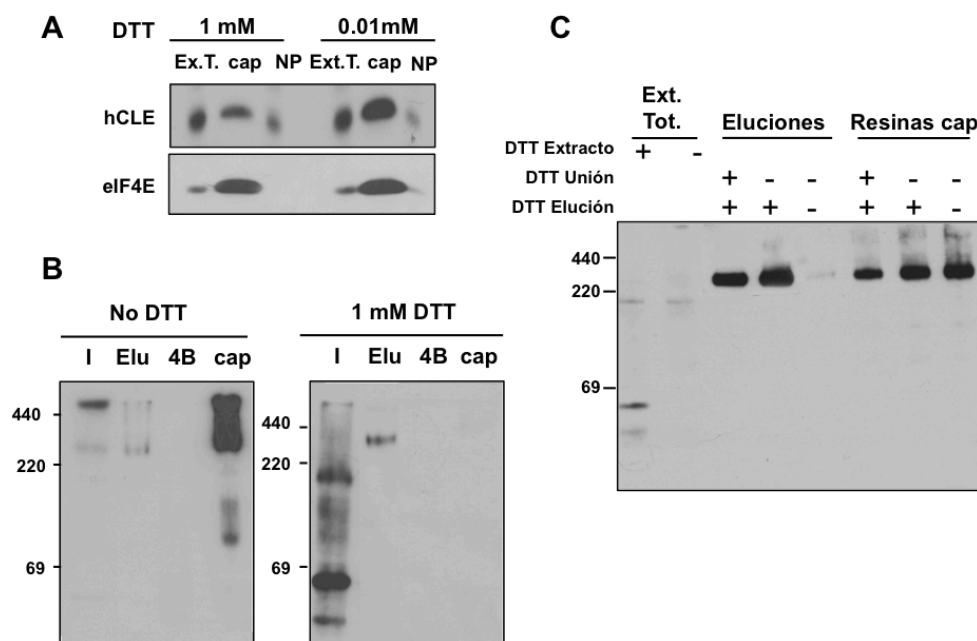 A
DTT
1 mM
0.01mM
Ex.T. cap NP
Ext.T. cap NP
hCLE
eIF4E
B
No DTT
I Elu 4B cap
440
220
69
1 mM DTT
I Elu 4B cap
440
220
69
C
Ext.
Tot.
Eluciones
Resinas cap
DTT Extracto + -
DTT Unión + - - + - -
DTT Elución + + - + + -
440
220
69